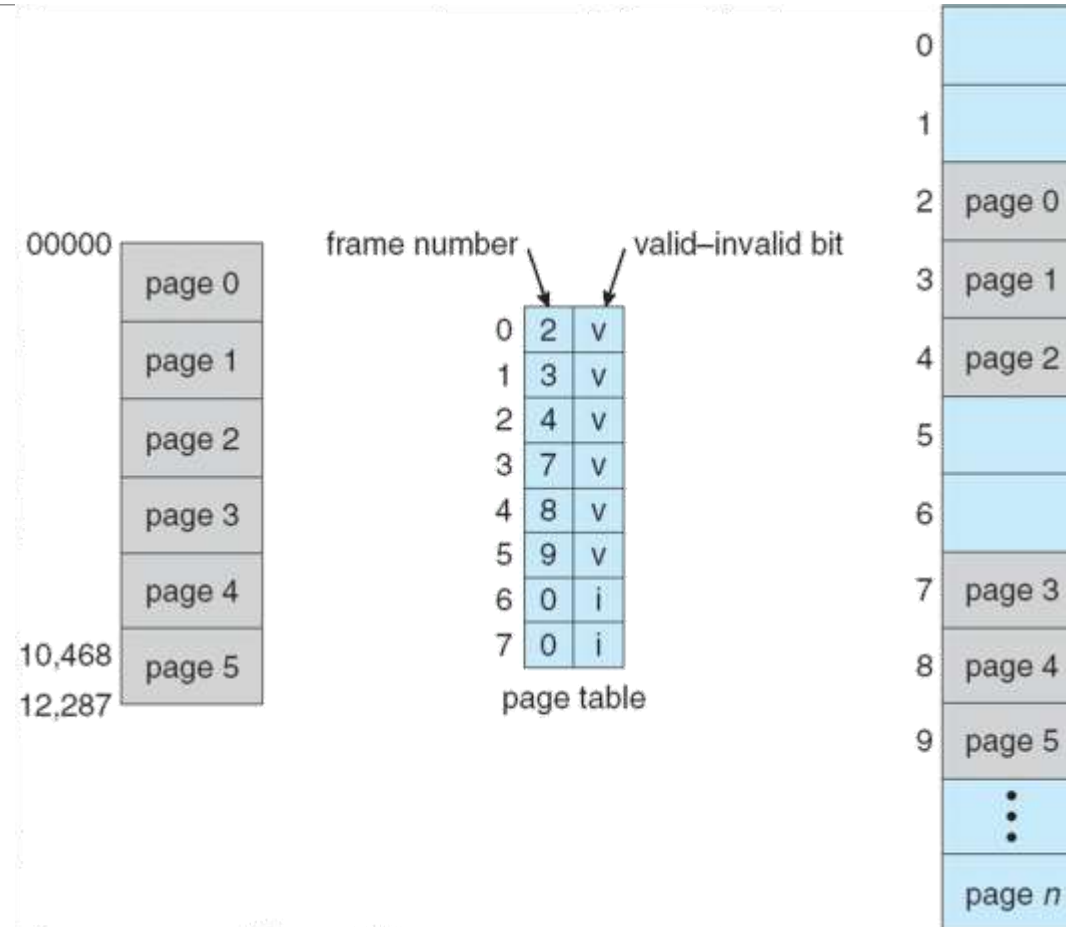 00000
page 0
page 1
page 2
page 3
page 4
10,468
page 5
12,287
frame number
valid–invalid bit
0 2 v
1 3 v
2 4 v
3 7 v
4 8 v
5 9 v
6 0 i
7 0 i
page table
0
1
2 page 0
3 page 1
4 page 2
5
6
7 page 3
8 page 4
9 page 5
page n